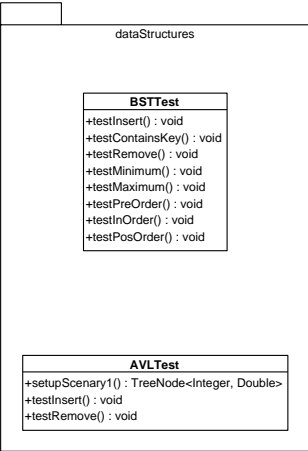 dataStructures
BSTTest
+testInsert() : void
+testContainsKey() : void
+testRemove() : void
+testMinimum() : void
+testMaximum() : void
+testPreOrder() : void
+testInOrder() : void
+testPosOrder() : void
AVLTest
+setupScenary1() : TreeNode<Integer, Double>
+testInsert() : void
+testRemove() : void